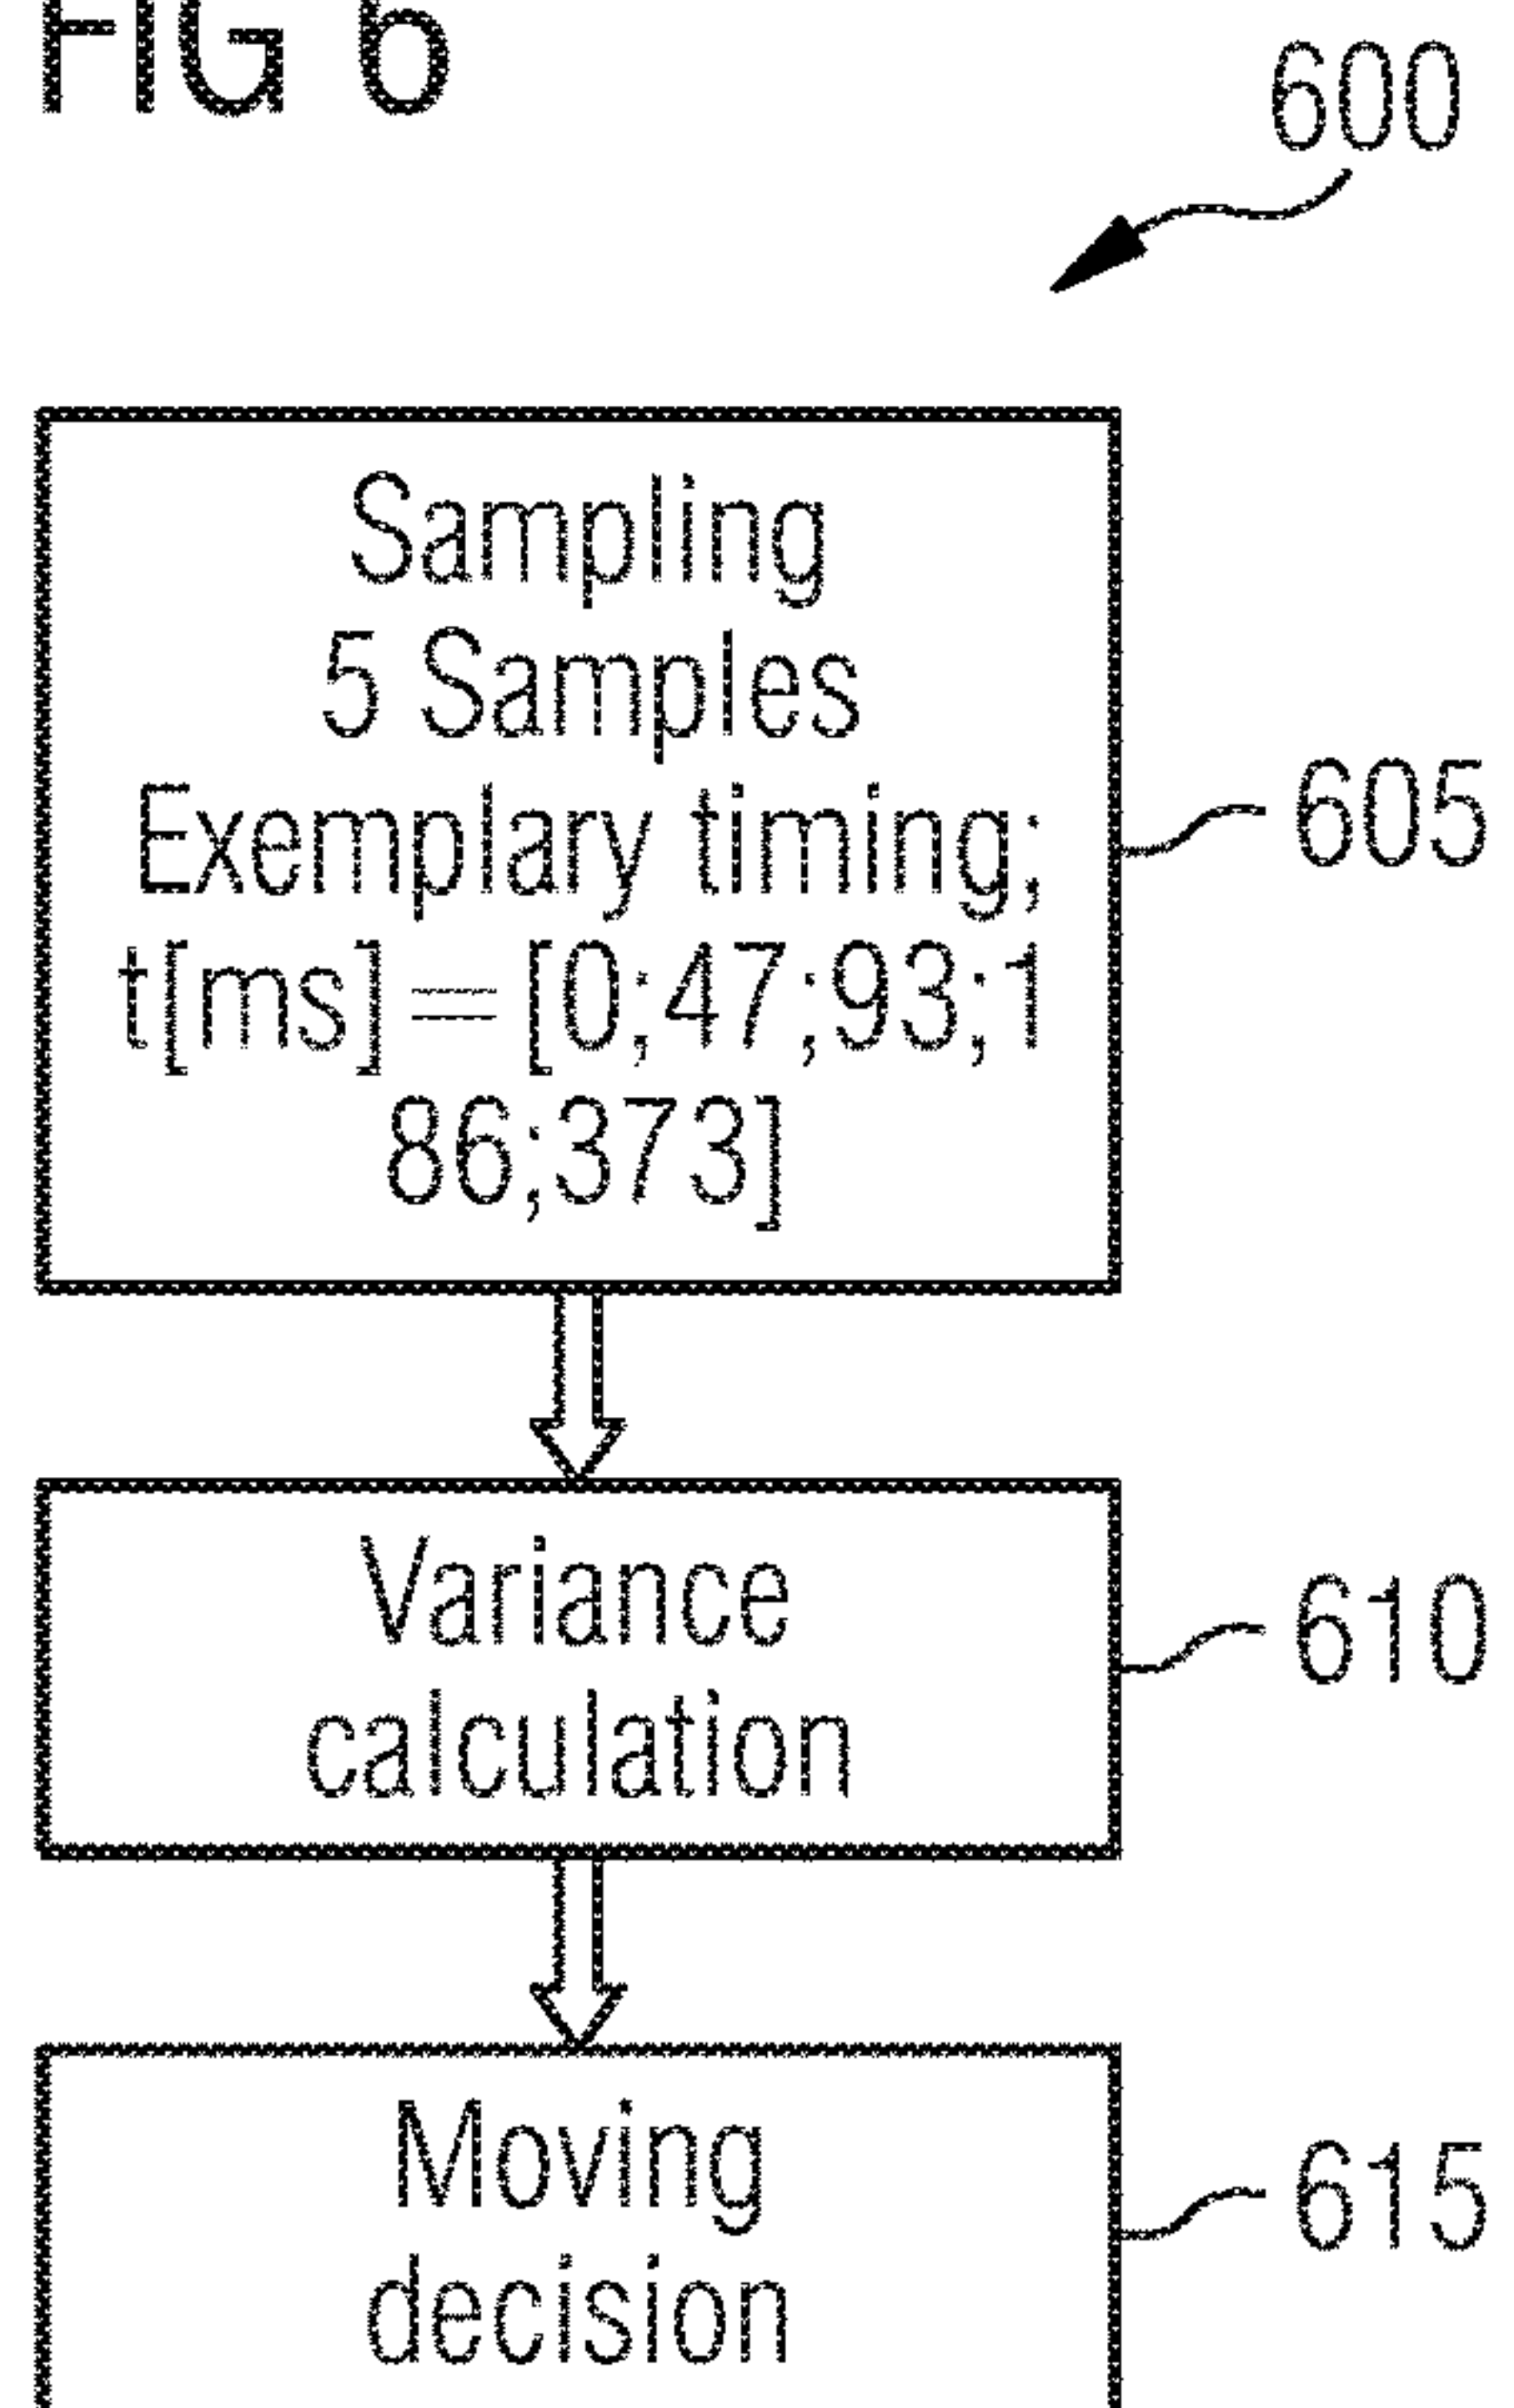 FIG 6
600
Sampling
5 Samples
Exemplary timing;
t[ms] = [0;47;93;1
86;373]
605
Variance
calculation
610
Moving
decision
615